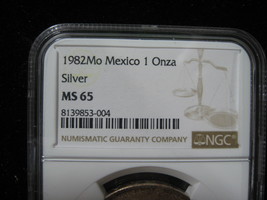 1982Mo Mexico 1 Onza
Silver
MS 65
8139853-004
NUMISMATIC GUARANTY COMPANY
NGC